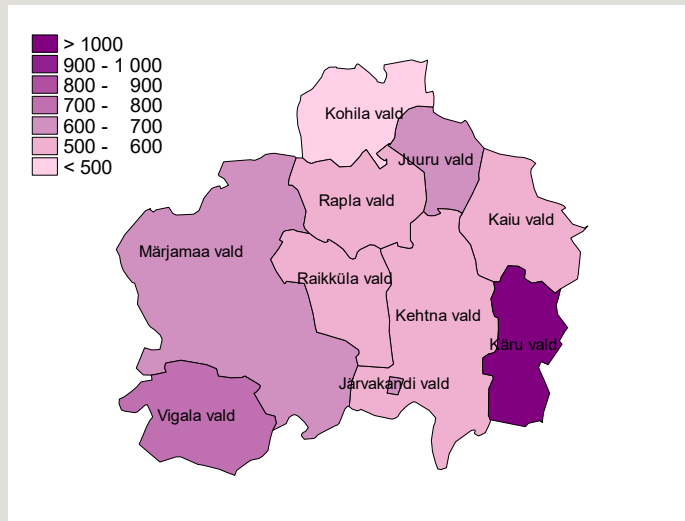 > 1000
900 - 1 000
800 - 900
700 - 800
600 - 700
500 - 600
< 500
Kohila vald
Juuru vald
Rapla vald
Kaiu vald
Märjamaa vald
Raikküla vald
Kehtna vald
Käru vald
Järvakandi vald
Vigala vald